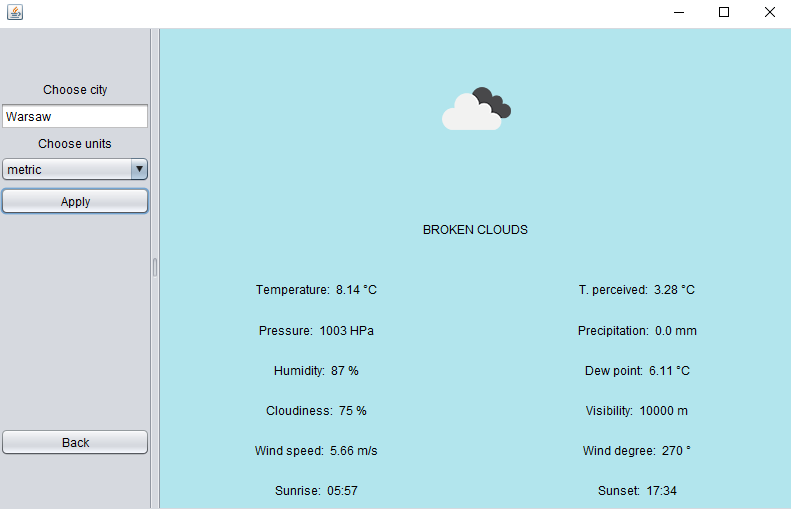 Choose city
Warsaw
Choose units
metric
Apply
Back
BROKEN CLOUDS
Temperature: 8.14 °C
T. perceived: 3.28 °C
Pressure: 1003 HPa
Precipitation: 0.0 mm
Humidity: 87 %
Dew point: 6.11 °C
Cloudiness: 75 %
Visibility: 10000 m
Wind speed: 5.66 m/s
Wind degree: 270 °
Sunrise: 05:57
Sunset: 17:34